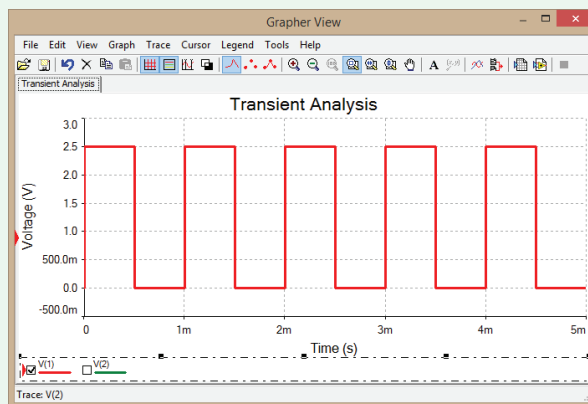 Grapher View
File Edit View Graph Trace Cursor Legend Tools Help
A
Transient Analysis
Transient Analysis
3.0
2.5
2.0
1.5
1.0
500.0m
0.0
-500.0m
Voltage (V)
0 1m 2m 3m 4m 5m
Time (s)
V(1) V(2)
Trace: V(2)